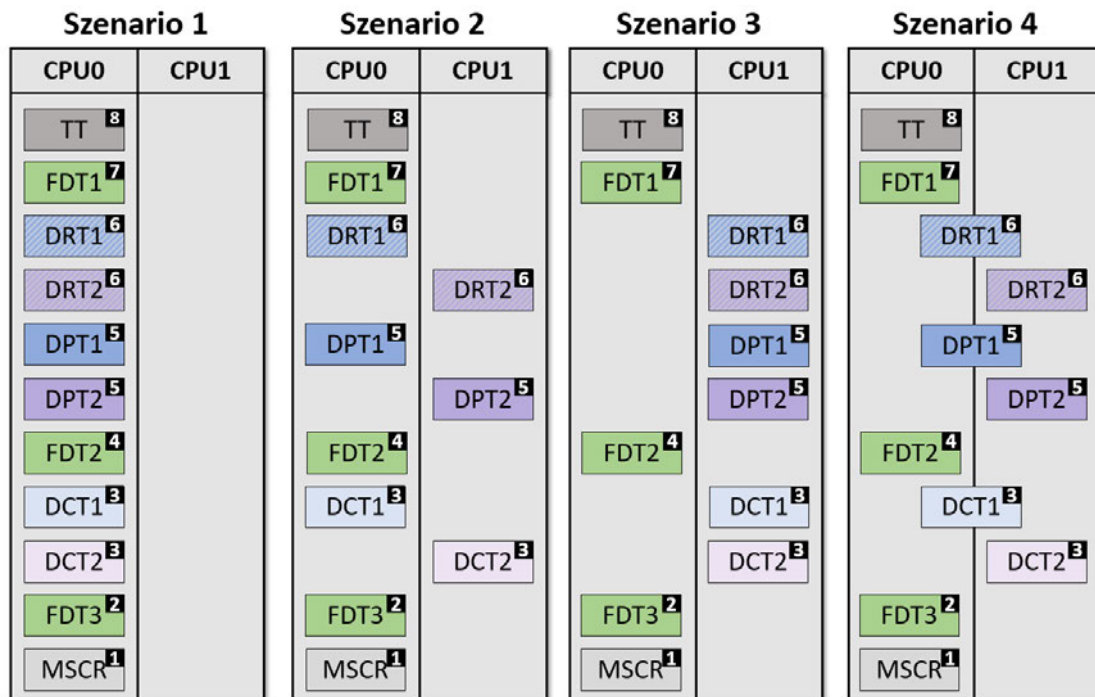 Szenario 1 Szenario 2 Szenario 3 Szenario 4
CPU0 CPU1 CPU0 CPU1 CPU0 CPU1 CPU0 CPU1
TT 8 TT 8 TT 8 TT 8
FDT1 7 FDT1 7 FDT1 7 FDT1 7
DRT1 6 DRT1 6 DRT1 6 DRT1 6
DRT2 6 DRT2 6 DRT2 6 DRT2 6
DPT1 5 DPT1 5 DPT1 5 DPT1 5
DPT2 5 DPT2 5 DPT2 5 DPT2 5
FDT2 4 FDT2 4 FDT2 4 FDT2 4
DCT1 3 DCT1 3 DCT1 3 DCT1 3
DCT2 3 DCT2 3 DCT2 3 DCT2 3
FDT3 2 FDT3 2 FDT3 2 FDT3 2
MSCR 1 MSCR 1 MSCR 1 MSCR 1